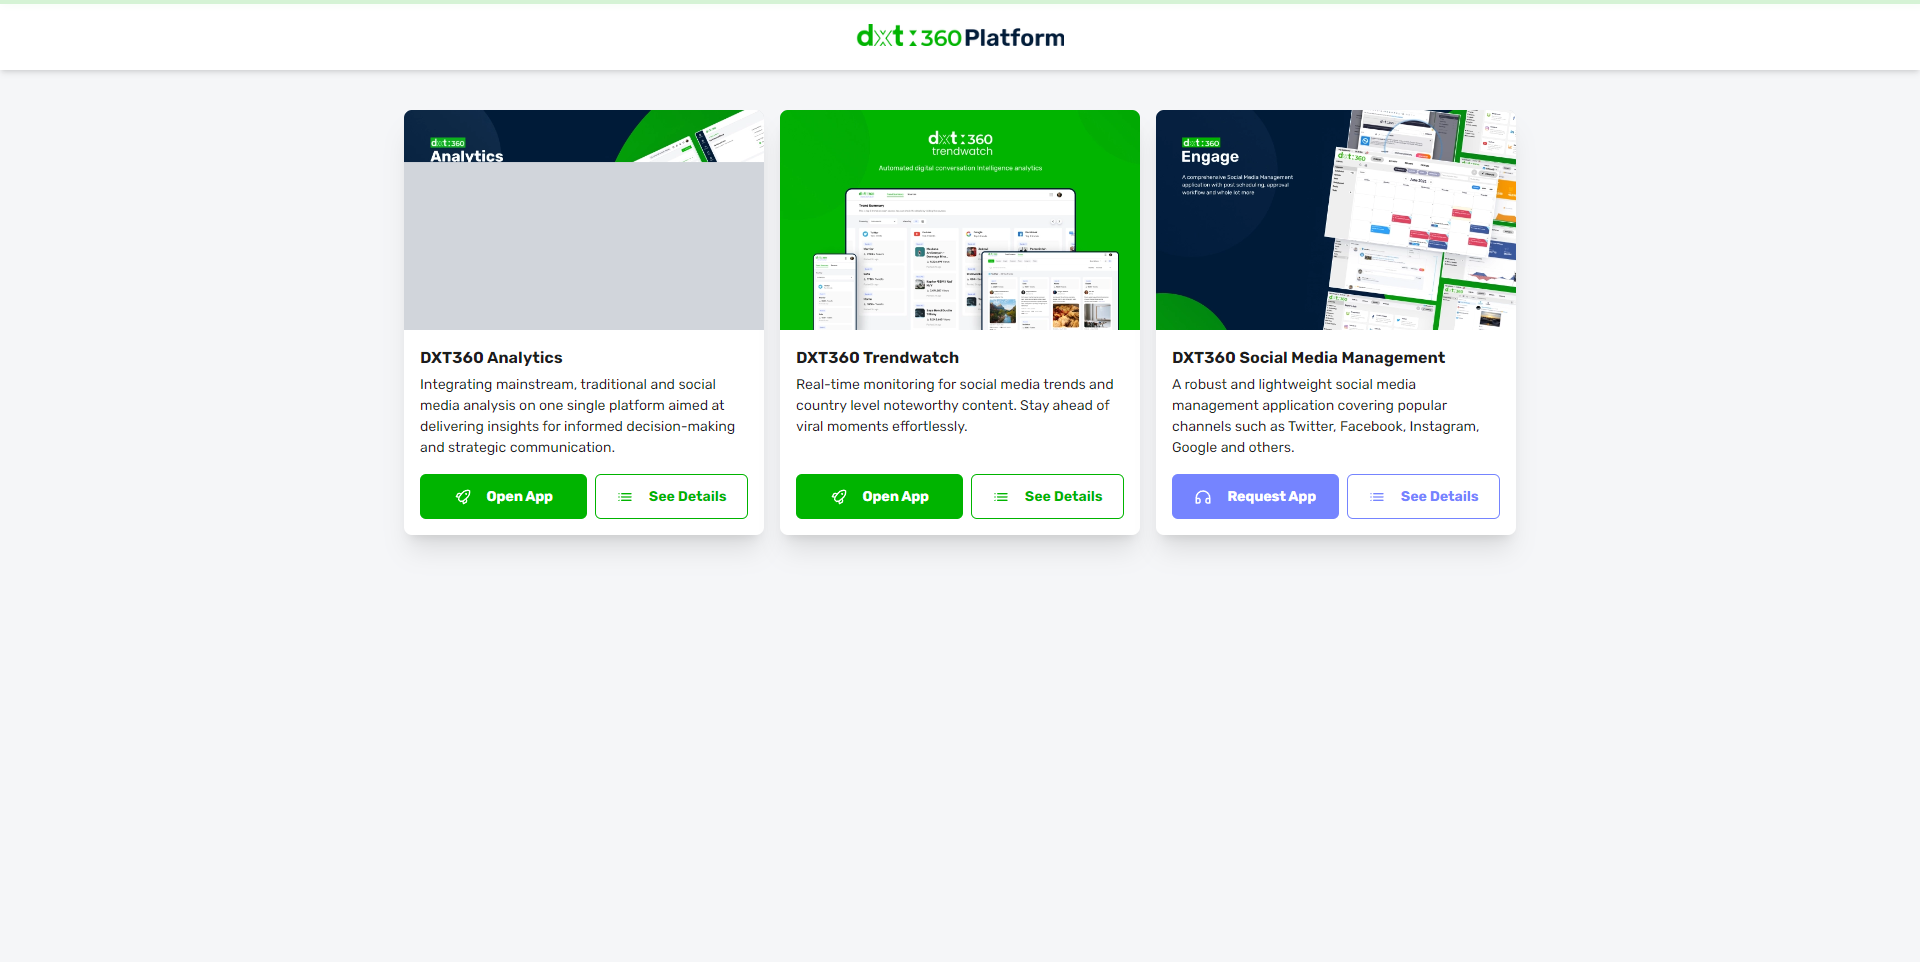 dxt:360 Platform
dxt:360
Analytics
dxt:360
trendwatch
Automated digital conversation intelligence analytics
dxt:360
Engage
A comprehensive Social Media Management
application with post scheduling, approval
workflow and whole lot more
DXT360 Analytics
Integrating mainstream, traditional and social
media analysis on one single platform aimed at
delivering insights for informed decision-making
and strategic communication.
Open App
See Details
DXT360 Trendwatch
Real-time monitoring for social media trends and
country level noteworthy content. Stay ahead of
viral moments effortlessly.
Open App
See Details
DXT360 Social Media Management
A robust and lightweight social media
management application covering popular
channels such as Twitter, Facebook, Instagram,
Google and others.
Request App
See Details